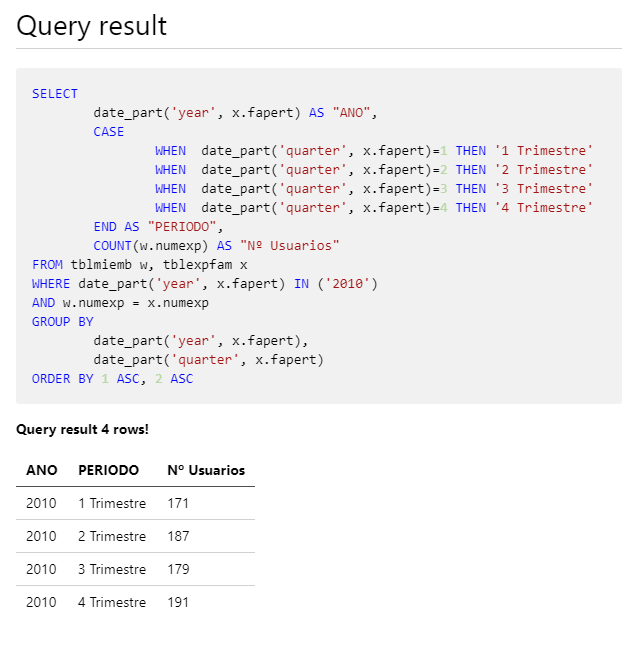 Query result
SELECT
date_part('year', x.fapert) AS "ANO",
CASE
WHEN date_part('quarter', x.fapert)=1 THEN '1 Trimestre'
WHEN date_part('quarter', x.fapert)=2 THEN '2 Trimestre'
WHEN date_part('quarter', x.fapert)=3 THEN '3 Trimestre'
WHEN date_part('quarter', x.fapert)=4 THEN '4 Trimestre'
END AS "PERIODO",
COUNT(w.numexp) AS "Nº Usuarios"
FROM tblmiemb w, tblexpfam x
WHERE date_part('year', x.fapert) IN ('2010')
AND w.numexp = x.numexp
GROUP BY
date_part('year', x.fapert),
date_part('quarter', x.fapert)
ORDER BY 1 ASC, 2 ASC
Query result 4 rows!
ANO PERIODO Nº Usuarios
2010 1 Trimestre 171
2010 2 Trimestre 187
2010 3 Trimestre 179
2010 4 Trimestre 191